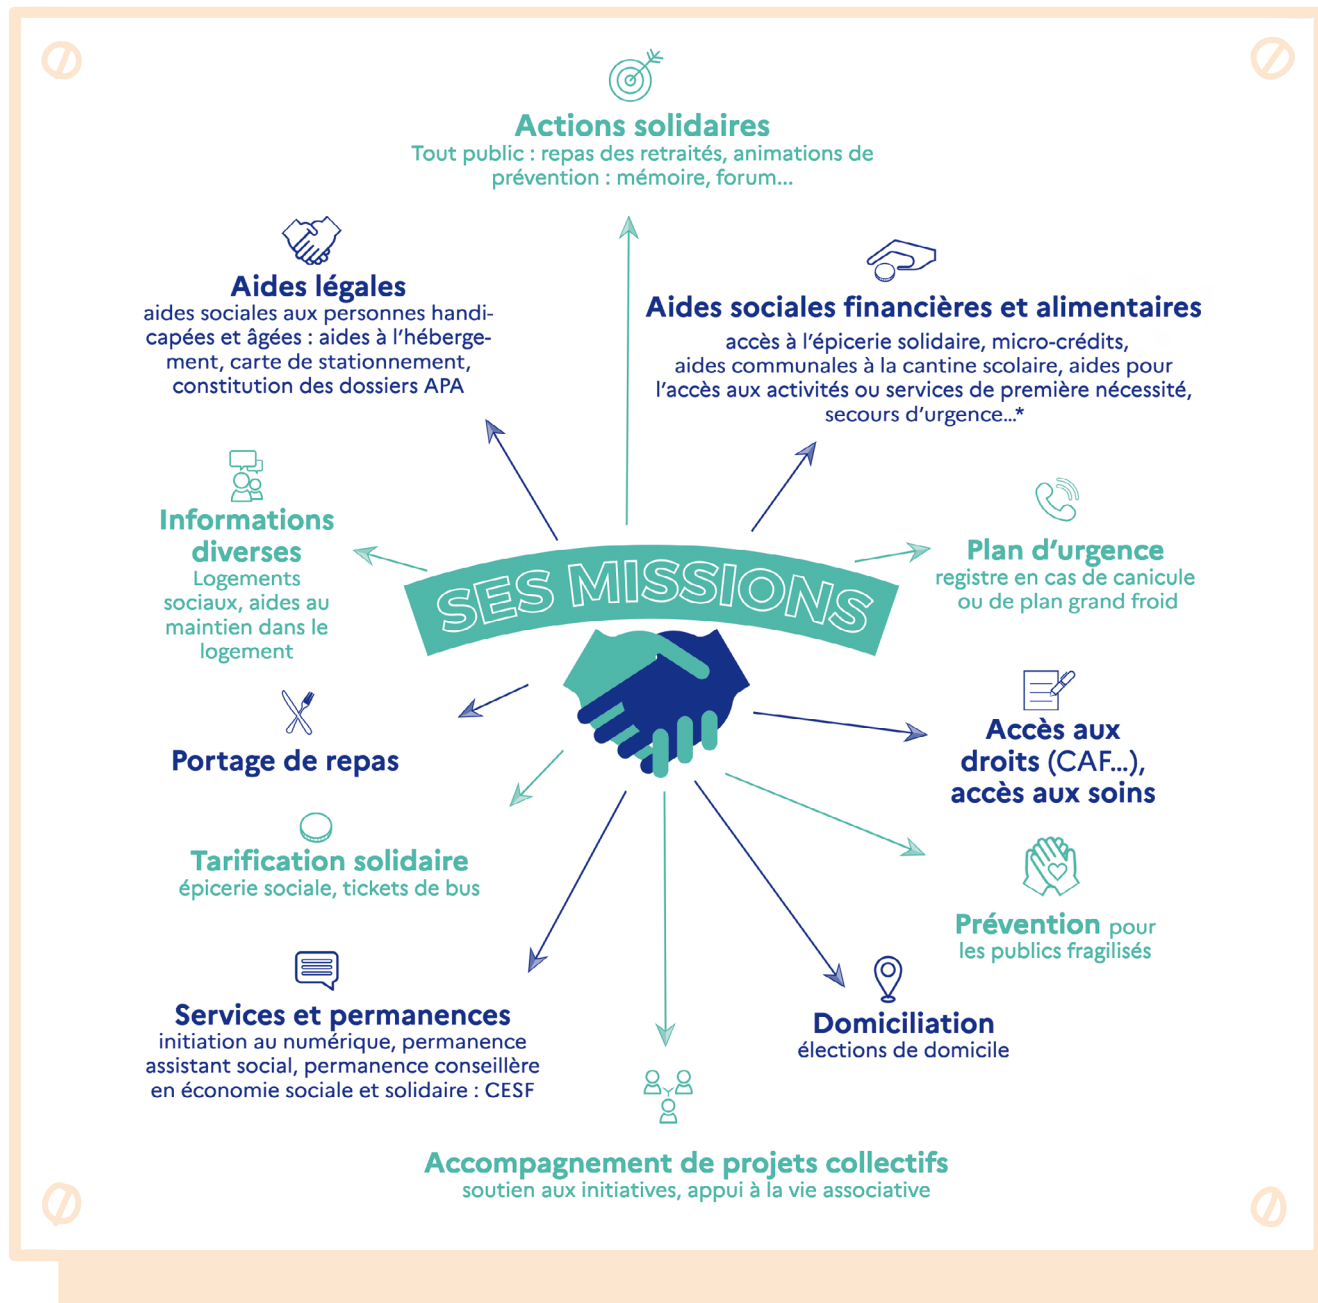 Actions solidaires
Tout public : repas des retraités, animations de
prévention : mémoire, forum...
Aides légales
aides sociales aux personnes handi-
capées et âgées : aides à l'héberge-
ment, carte de stationnement,
constitution des dossiers APA
Aides sociales financières et alimentaires
accès à l'épicerie solidaire, micro-crédits,
aides communales à la cantine scolaire, aides pour
l'accès aux activités ou services de première nécessité,
secours d'urgence...*
Informations
diverses
Logements
sociaux, aides au
maintien dans le
logement
Plan d'urgence
registre en cas de canicule
ou de plan grand froid
SES MISSIONS
Portage de repas
Accès aux
droits (CAF...),
accès aux soins
Tarification solidaire
épicerie sociale, tickets de bus
Prévention pour
les publics fragilisés
Services et permanences
initiation au numérique, permanence
assistant social, permanence conseillère
en économie sociale et solidaire : CESF
Domiciliation
élections de domicile
Accompagnement de projets collectifs
soutien aux initiatives, appui à la vie associative